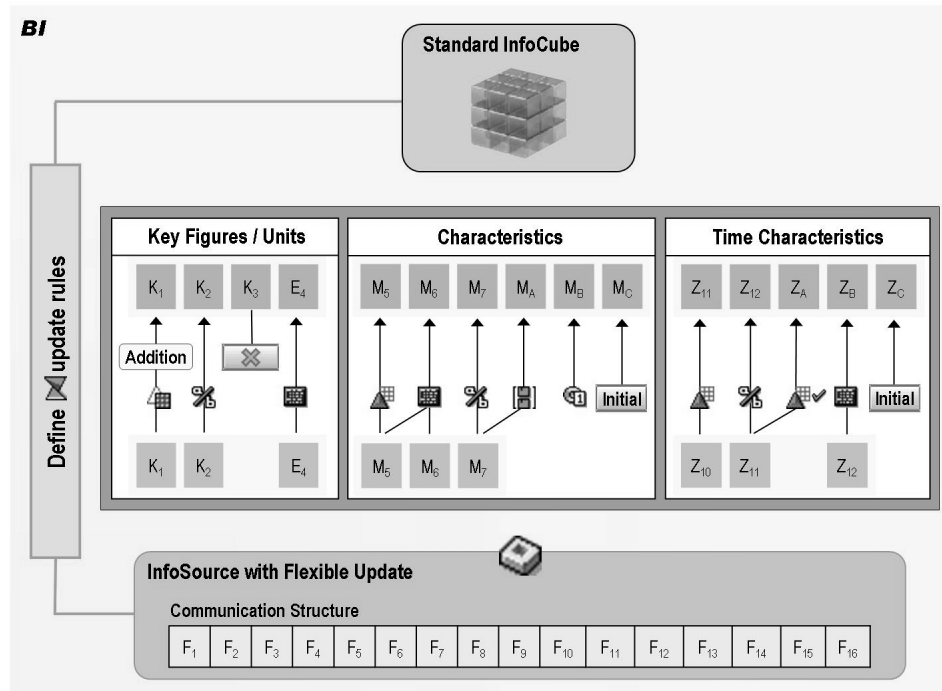 BI
Standard InfoCube
Define update rules
Key Figures / Units
Characteristics
Time Characteristics
K1 K2 K3 E4
M5 M6 M7 MA MB MC
Z11 Z12 ZA ZB ZC
Addition
1
Initial
Initial
K1 K2 E4
M5 M6 M7
Z10 Z11 Z12
InfoSource with Flexible Update
Communication Structure
F1 F2 F3 F4 F5 F6 F7 F8 F9 F10 F11 F12 F13 F14 F15 F16